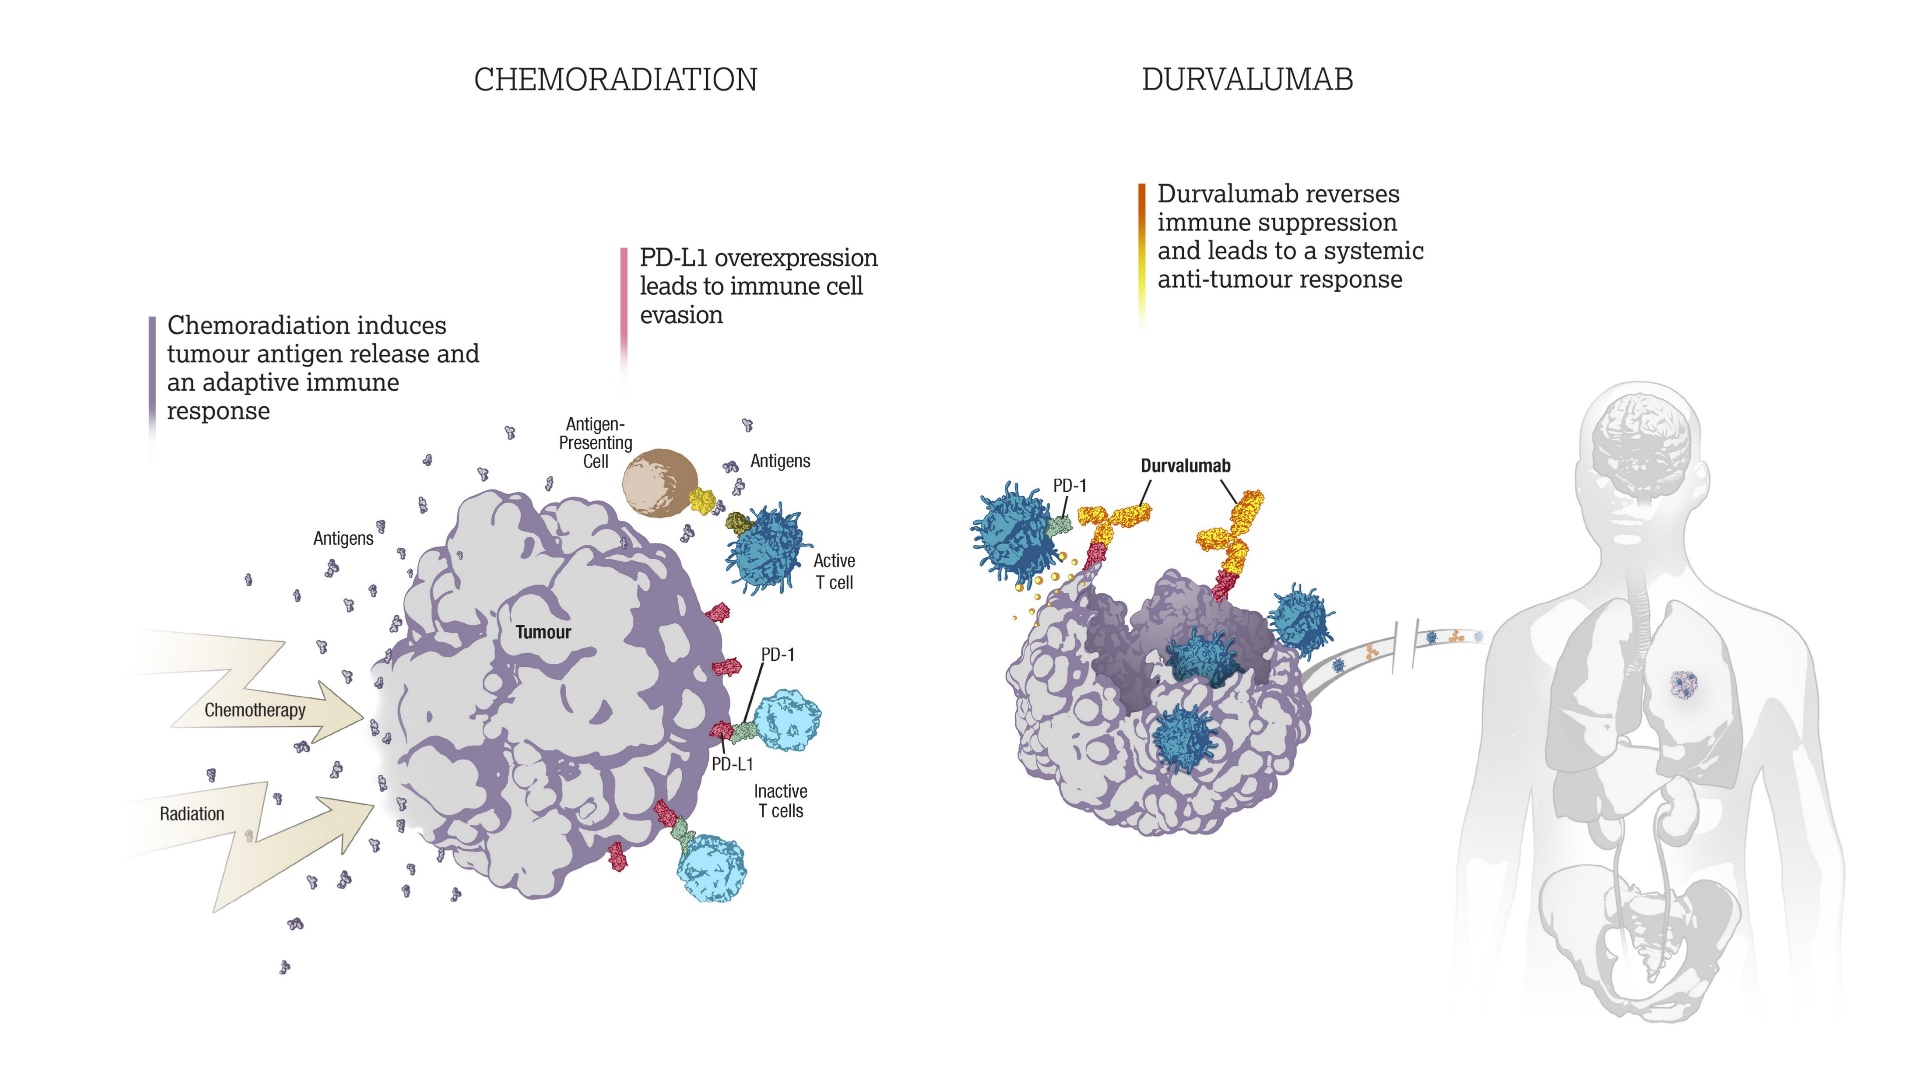 CHEMORADIATION
DURVALUMAB
Chemoradiation induces
tumour antigen release and
an adaptive immune
response
PD-L1 overexpression
leads to immune cell
evasion
Durvalumab reverses
immune suppression
and leads to a systemic
anti-tumour response
Antigen-
Presenting
Cell
Antigens
Antigens
Active
T cell
Tumour
PD-1
PD-L1
Inactive
T cells
Chemotherapy
Radiation
Durvalumab
PD-1